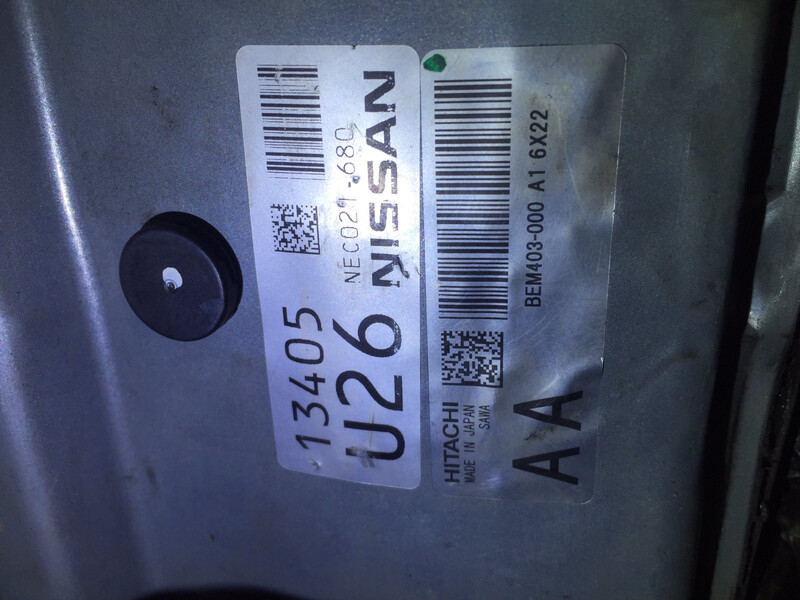 NEC021-680
NISSAN
13405
U26
BEM403-000 A1 6X22
HITACHI
MADE IN JAPAN
SAWA
AA